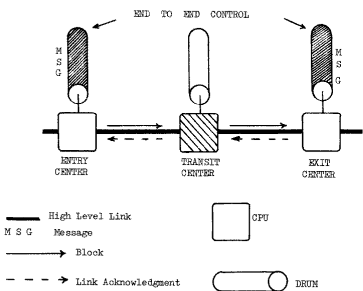 END TO END CONTROL
M
S
G
M
S
G
ENTRY
CENTER
TRANSIT
CENTER
EXIT
CENTER
High Level Link
CPU
M S G Message
Block
Link Acknowledgment
DRUM